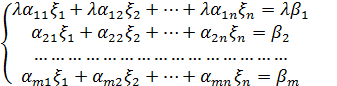 λα₁₁ξ₁ + λα₁₂ξ₂ + ⋯ + λα₁ₙξₙ = λβ₁
α₂₁ξ₁ + α₂₂ξ₂ + ⋯ + α₂ₙξₙ = β₂
… … … … … … … … … … … … … … …
αₘ₁ξ₁ + αₘ₂ξ₂ + ⋯ + αₘₙξₙ = βₘ